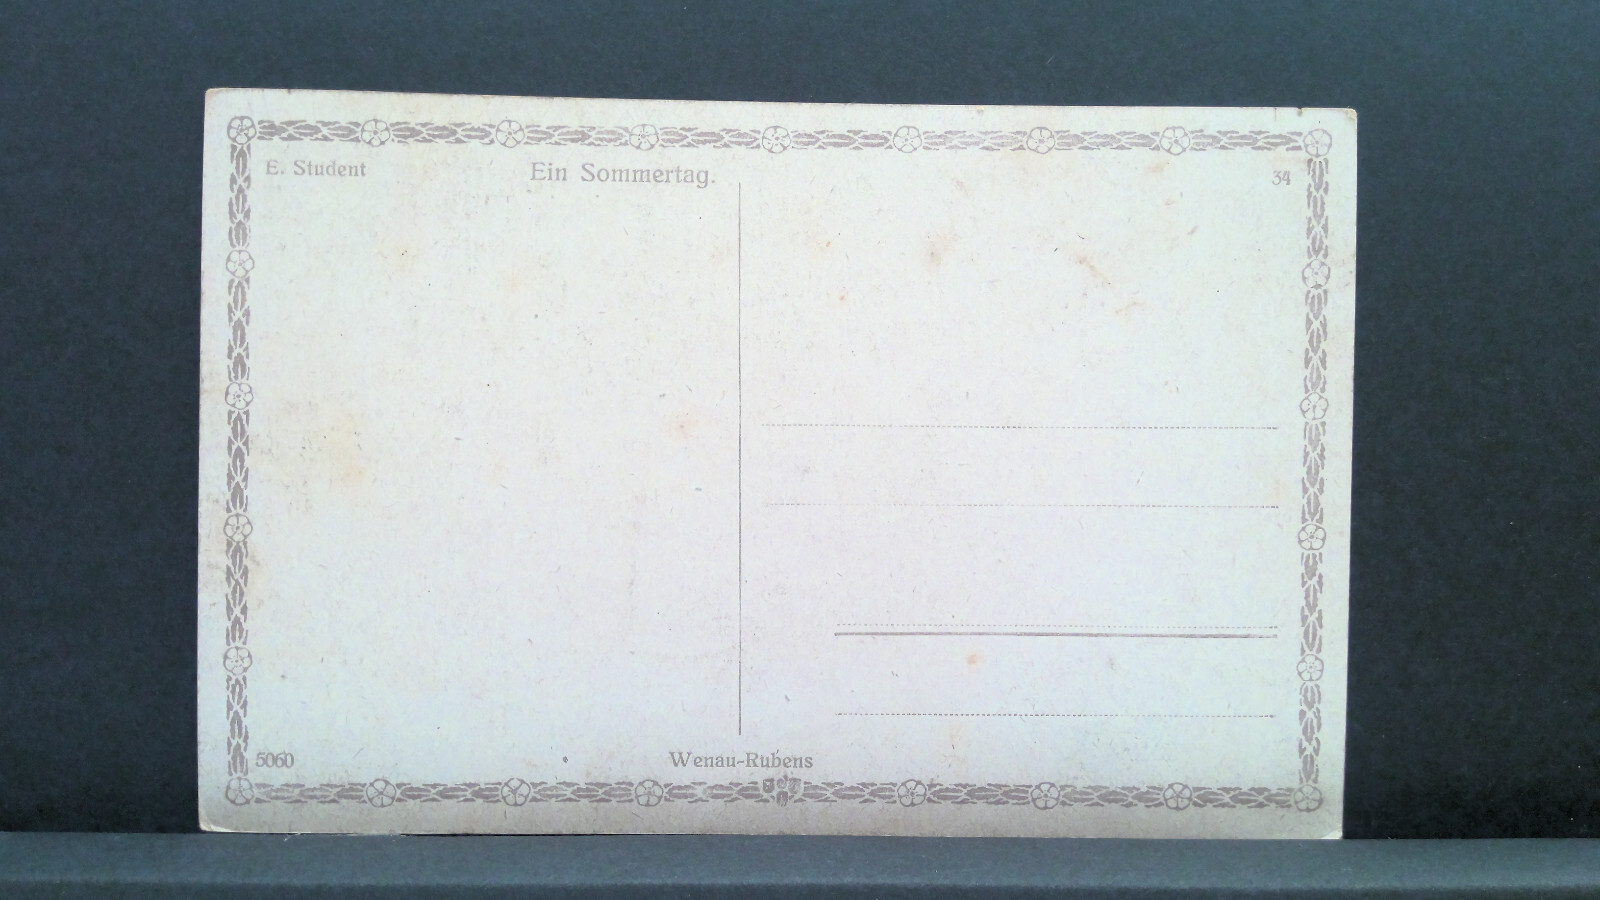 E. Student
Ein Sommertag.
34
5060
Wenau-Rubens